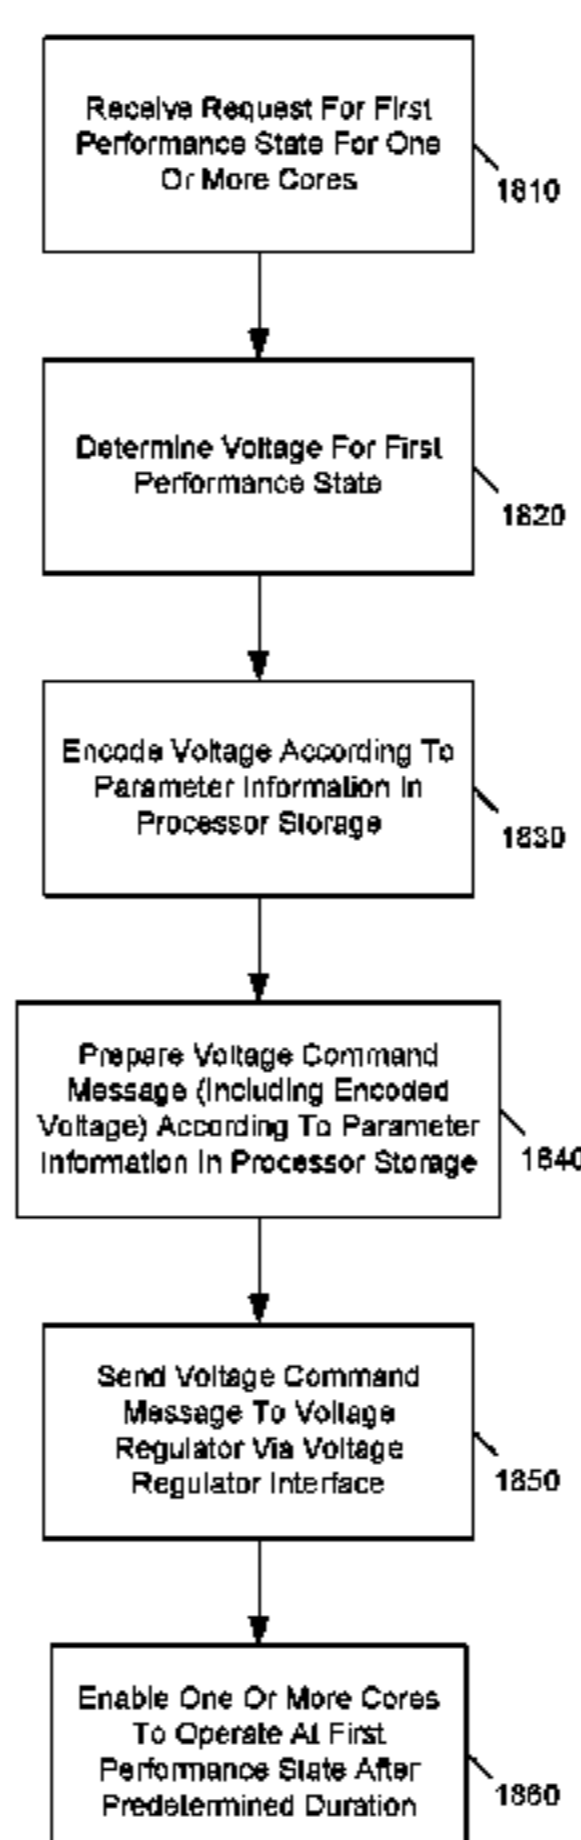 Receive Request For First
Performance State For One
Or More Cores
1810
Determine Voltage For First
Performance State
1820
Encode Voltage According To
Parameter Information In
Processor Storage
1830
Prepare Voltage Command
Message (Including Encoded
Voltage) According To Parameter
Information In Processor Storage
1840
Send Voltage Command
Message To Voltage
Regulator Via Voltage
Regulator Interface
1850
Enable One Or More Cores
To Operate At First
Performance State After
Predetermined Duration
1860